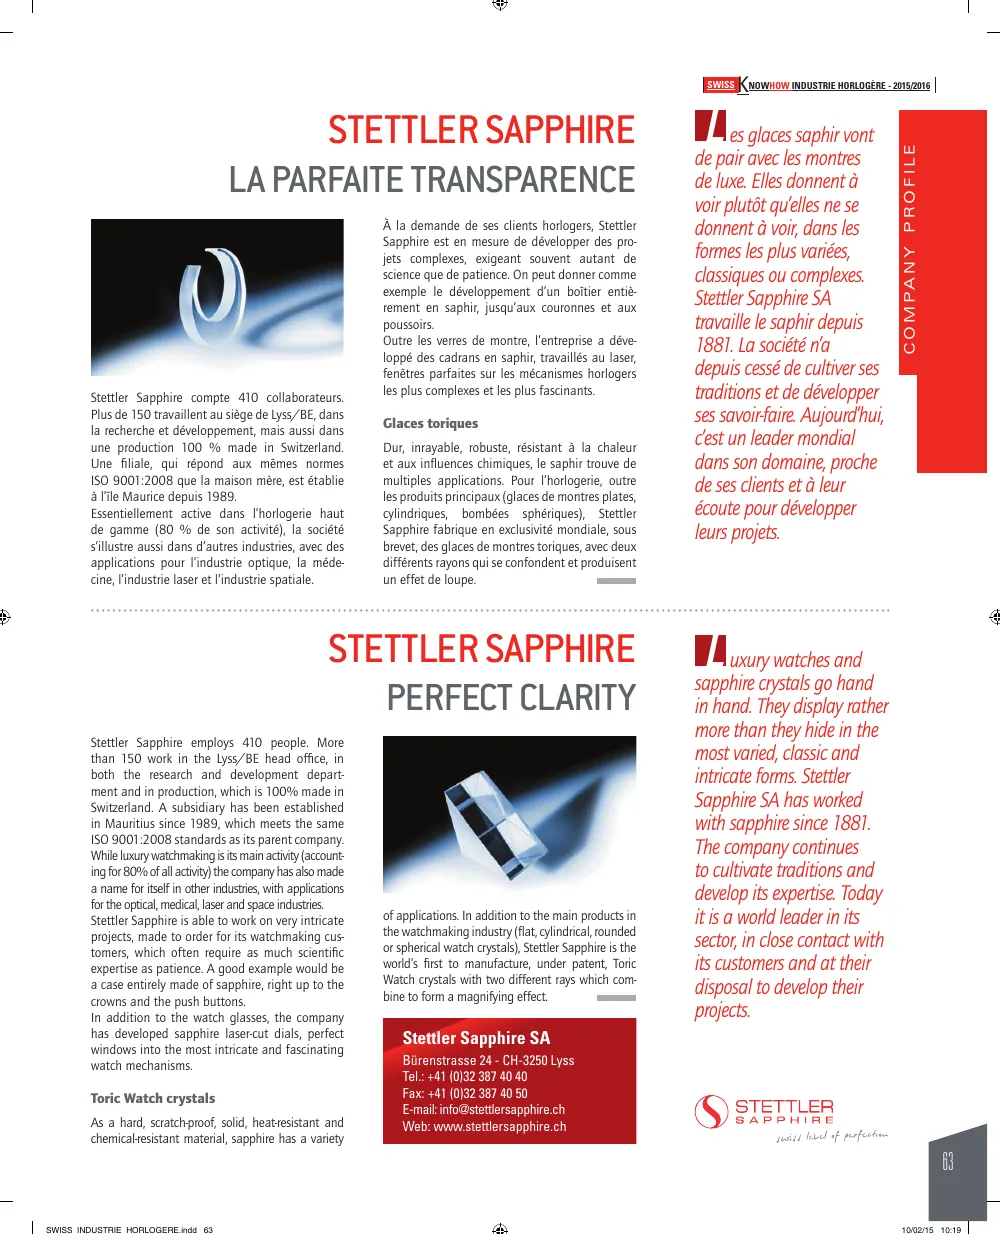 SWISS KNOWHOW INDUSTRIE HORLOGÈRE - 2015/2016
STETTLER SAPPHIRE
LA PARFAITE TRANSPARENCE
Stettler Sapphire compte 410 collaborateurs.
Plus de 150 travaillent au siège de Lyss/BE, dans
la recherche et développement, mais aussi dans
une production 100 % made in Switzerland.
Une filiale, qui répond aux mêmes normes
ISO 9001:2008 que la maison mère, est établie
à l'île Maurice depuis 1989.
Essentiellement active dans l'horlogerie haut
de gamme (80 % de son activité), la société
s'illustre aussi dans d'autres industries, avec des
applications pour l'industrie optique, la méde-
cine, l'industrie laser et l'industrie spatiale.
À la demande de ses clients horlogers, Stettler
Sapphire est en mesure de développer des pro-
jets complexes, exigeant souvent autant de
science que de patience. On peut donner comme
exemple le développement d'un boîtier entiè-
rement en saphir, jusqu'aux couronnes et aux
poussoirs.
Outre les verres de montre, l'entreprise a déve-
loppé des cadrans en saphir, travaillés au laser,
fenêtres parfaites sur les mécanismes horlogers
les plus complexes et les plus fascinants.
Glaces toriques
Dur, inrayable, robuste, résistant à la chaleur
et aux influences chimiques, le saphir trouve de
multiples applications. Pour l'horlogerie, outre
les produits principaux (glaces de montres plates,
cylindriques, bombées sphériques), Stettler
Sapphire fabrique en exclusivité mondiale, sous
brevet, des glaces de montres toriques, avec deux
différents rayons qui se confondent et produisent
un effet de loupe.
Les glaces saphir vont
de pair avec les montres
de luxe. Elles donnent à
voir plutôt qu'elles ne se
donnent à voir, dans les
formes les plus variées,
classiques ou complexes.
Stettler Sapphire SA
travaille le saphir depuis
1881. La société n'a
depuis cessé de cultiver ses
traditions et de développer
ses savoir-faire. Aujourd'hui,
c'est un leader mondial
dans son domaine, proche
de ses clients et à leur
écoute pour développer
leurs projets.
COMPANY PROFILE
STETTLER SAPPHIRE
PERFECT CLARITY
Stettler Sapphire employs 410 people. More
than 150 work in the Lyss/BE head office, in
both the research and development depart-
ment and in production, which is 100% made in
Switzerland. A subsidiary has been established
in Mauritius since 1989, which meets the same
ISO 9001:2008 standards as its parent company.
While luxury watchmaking is its main activity (account-
ing for 80% of all activity) the company has also made
a name for itself in other industries, with applications
for the optical, medical, laser and space industries.
Stettler Sapphire is able to work on very intricate
projects, made to order for its watchmaking cus-
tomers, which often require as much scientific
expertise as patience. A good example would be
a case entirely made of sapphire, right up to the
crowns and the push buttons.
In addition to the watch glasses, the company
has developed sapphire laser-cut dials, perfect
windows into the most intricate and fascinating
watch mechanisms.
Toric Watch crystals
As a hard, scratch-proof, solid, heat-resistant and
chemical-resistant material, sapphire has a variety
of applications. In addition to the main products in
the watchmaking industry (flat, cylindrical, rounded
or spherical watch crystals), Stettler Sapphire is the
world's first to manufacture, under patent, Toric
Watch crystals with two different rays which com-
bine to form a magnifying effect.
Stettler Sapphire SA
Bürenstrasse 24 - CH-3250 Lyss
Tel.: +41 (0)32 387 40 40
Fax: +41 (0)32 387 40 50
E-mail: info@stettlersapphire.ch
Web: www.stettlersapphire.ch
Luxury watches and
sapphire crystals go hand
in hand. They display rather
more than they hide in the
most varied, classic and
intricate forms. Stettler
Sapphire SA has worked
with sapphire since 1881.
The company continues
to cultivate traditions and
develop its expertise. Today
it is a world leader in its
sector, in close contact with
its customers and at their
disposal to develop their
projects.
STETTLER
SAPPHIRE
swiss level of perfection
63
SWISS_INDUSTRIE_HORLOGERE.indd 63
10/02/15 10:19